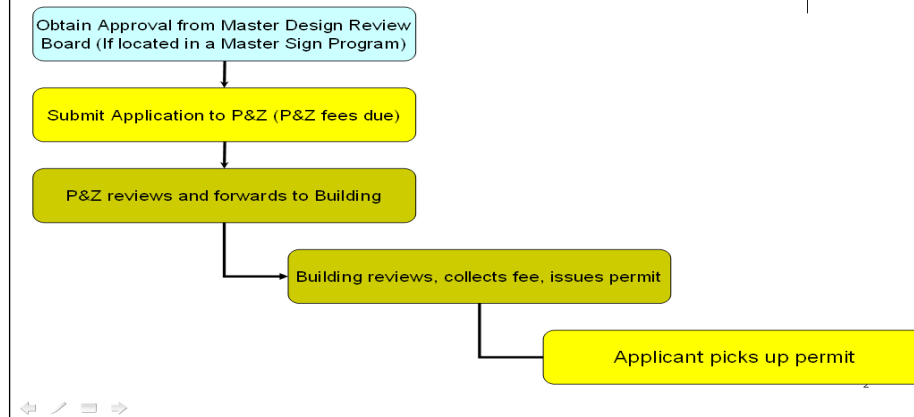 Obtain Approval from Master Design Review
Board (If located in a Master Sign Program)
Submit Application to P&Z (P&Z fees due)
P&Z reviews and forwards to Building
Building reviews, collects fee, issues permit
Applicant picks up permit
2